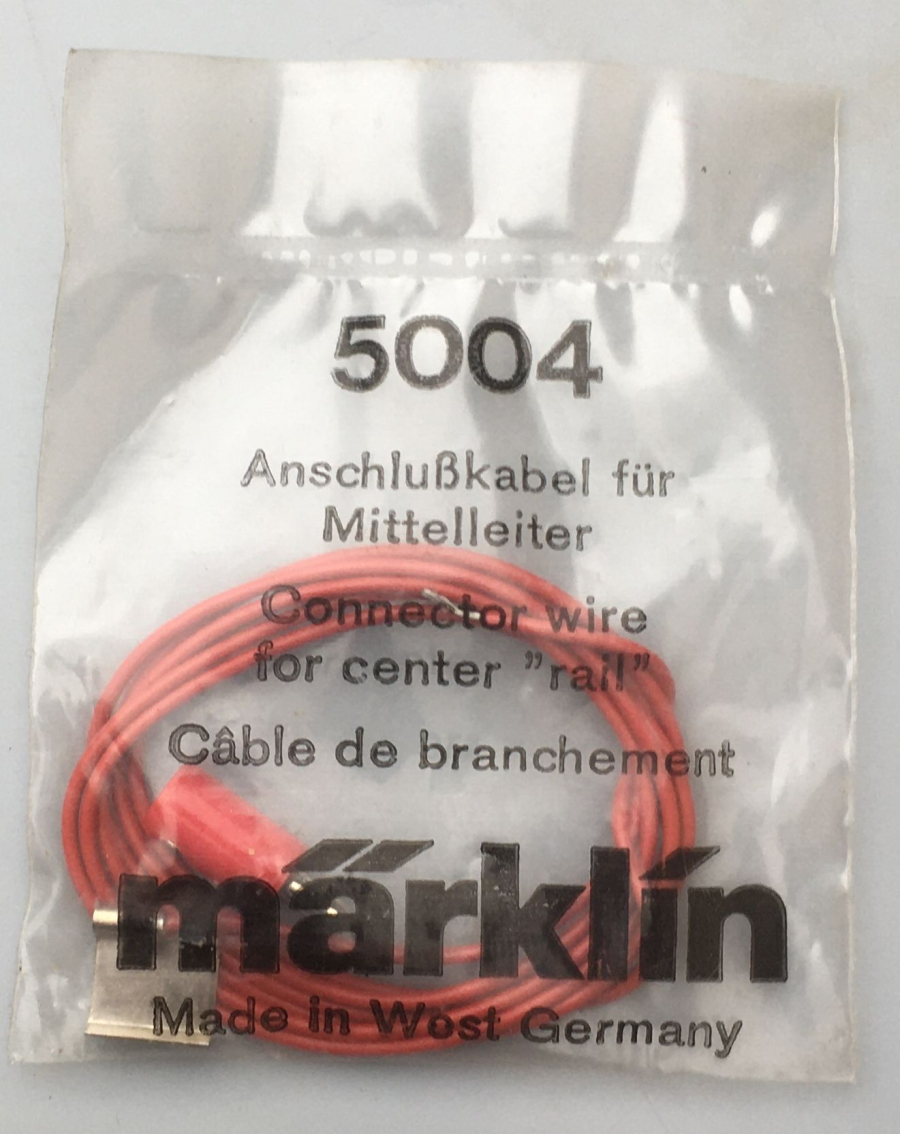 5004
Anschlußkabel für
Mittelleiter
Connector wire
for center ”rail”
Câble de branchement
märklin
Made in West Germany